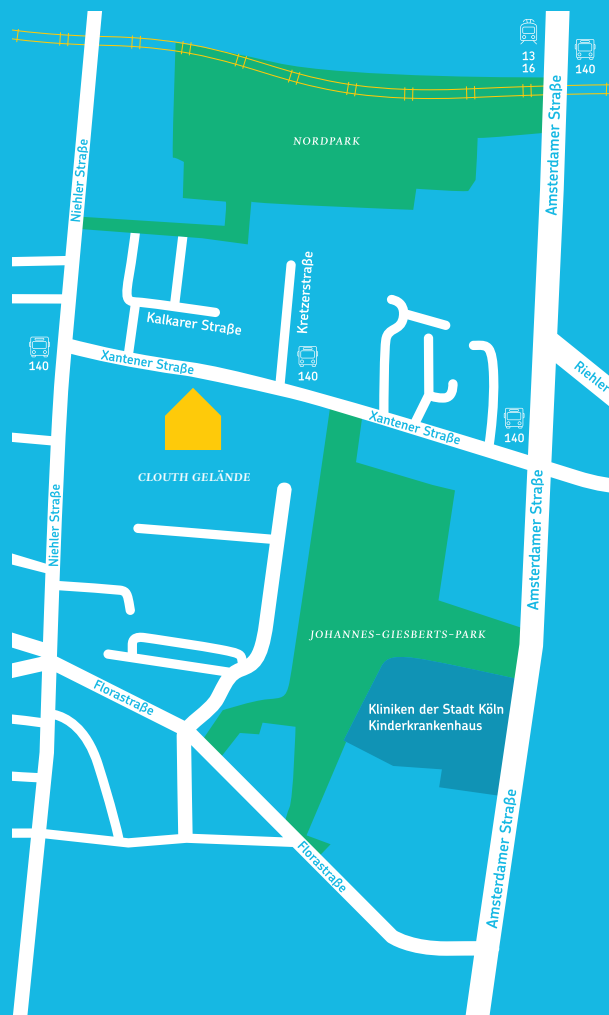 13
16
140
Amsterdamer Straße
NORDPARK
Niehler Straße
Kretzerstraße
Kalkarer Straße
140
Xantener Straße
140
Riehler
Xantener Straße
140
CLOUTH GELÄNDE
Niehler Straße
Amsterdamer Straße
JOHANNES-GIESBERTS-PARK
Florastraße
Kliniken der Stadt Köln
Kinderkrankenhaus
Amsterdamer Straße
Florastraße